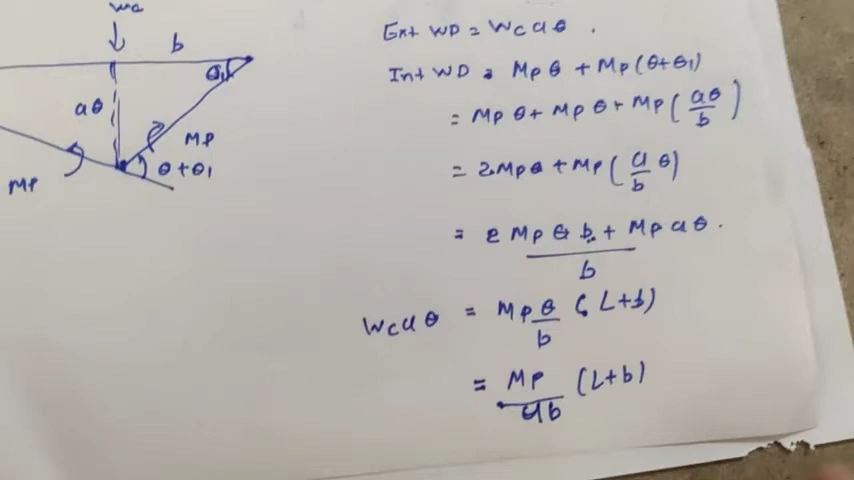 wc
b
θ1
aθ
MP
θ+θ1
MP
Ext WD = Wc a θ.
Int WD = Mp θ + Mp (θ+θ1)
= Mp θ + Mp θ + Mp (aθ/b)
= 2Mpθ + Mp (a/b θ)
= 2 Mp θ b + Mp a θ.
b
Wc a θ = Mp θ/b (L+b)
= Mp/ab (L+b)